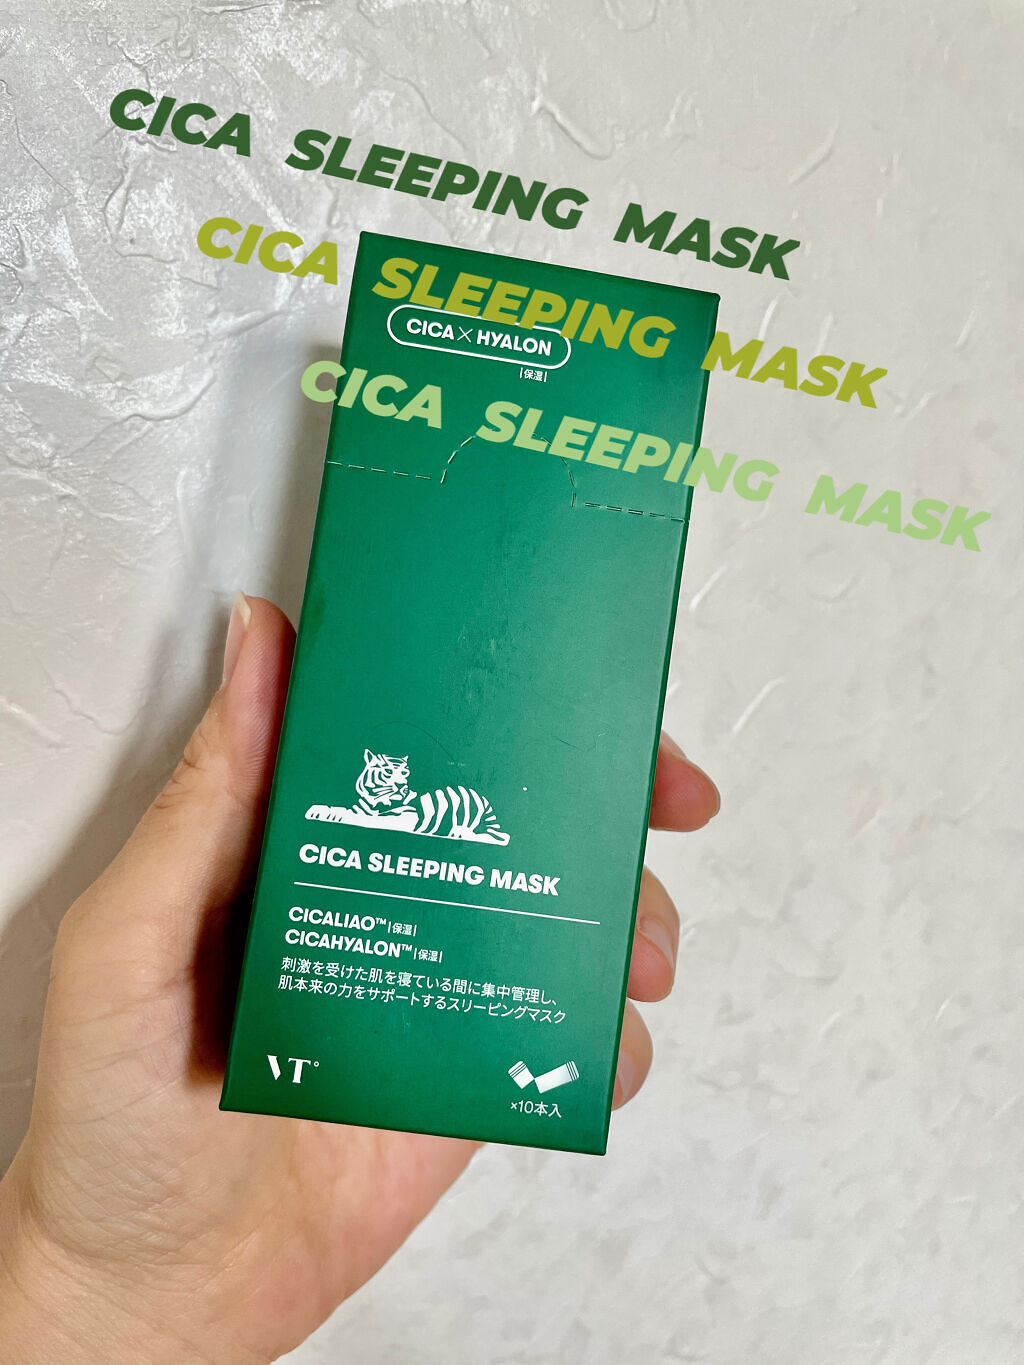 CICA SLEEPING MASK
CICA SLEEPING MASK
CICA × HYALON
|保湿|
CICA SLEEPING MASK
CICA SLEEPING MASK
CICALIAO™|保湿|
CICAHYALON™|保湿|
刺激を受けた肌を寝ている間に集中管理し、
肌本来の力をサポートするスリーピングマスク
VT°
×10本入